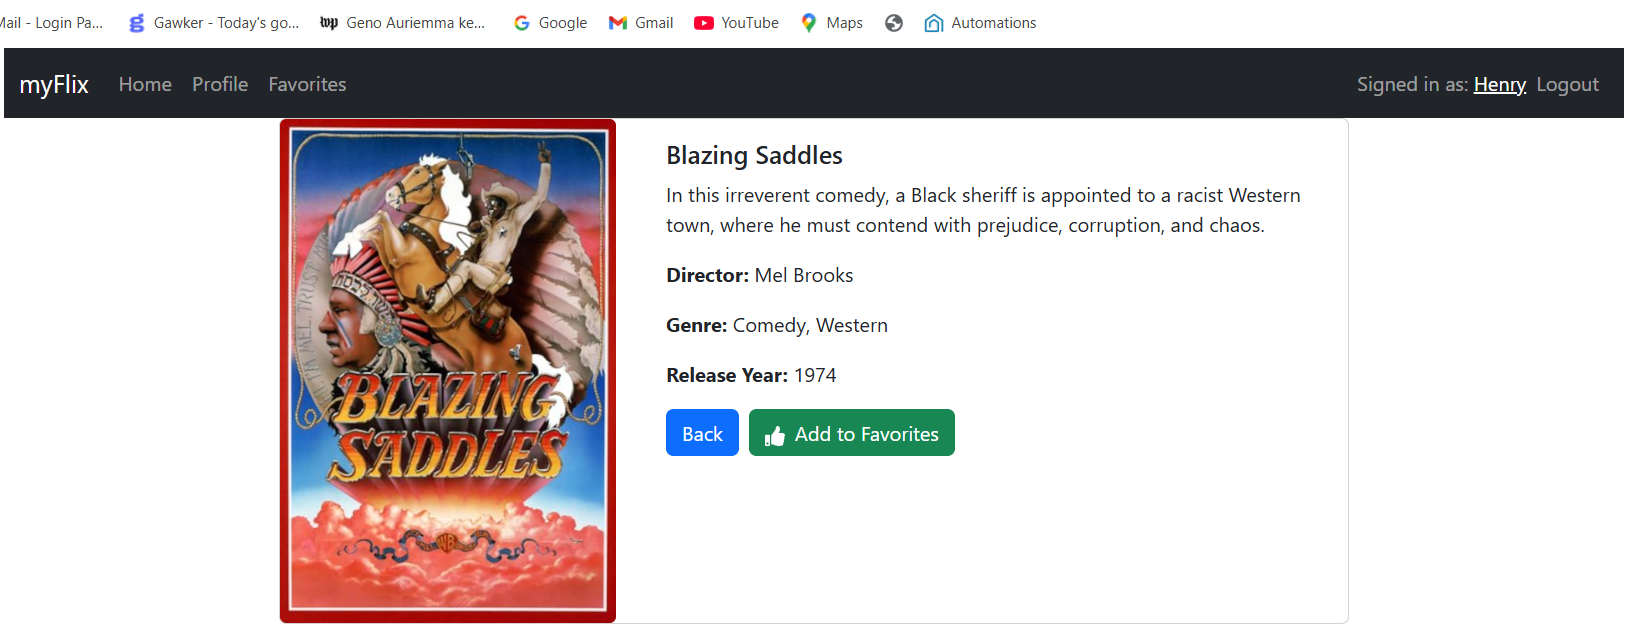 Mail - Login Pa...
Gawker - Today's go...
wp Geno Auriemma ke...
Google
Gmail
YouTube
Maps
Automations
myFlix
Home
Profile
Favorites
Signed in as: Henry
Logout
BLAZING
SADDLES
WB
Blazing Saddles
In this irreverent comedy, a Black sheriff is appointed to a racist Western
town, where he must contend with prejudice, corruption, and chaos.
Director: Mel Brooks
Genre: Comedy, Western
Release Year: 1974
Back
Add to Favorites